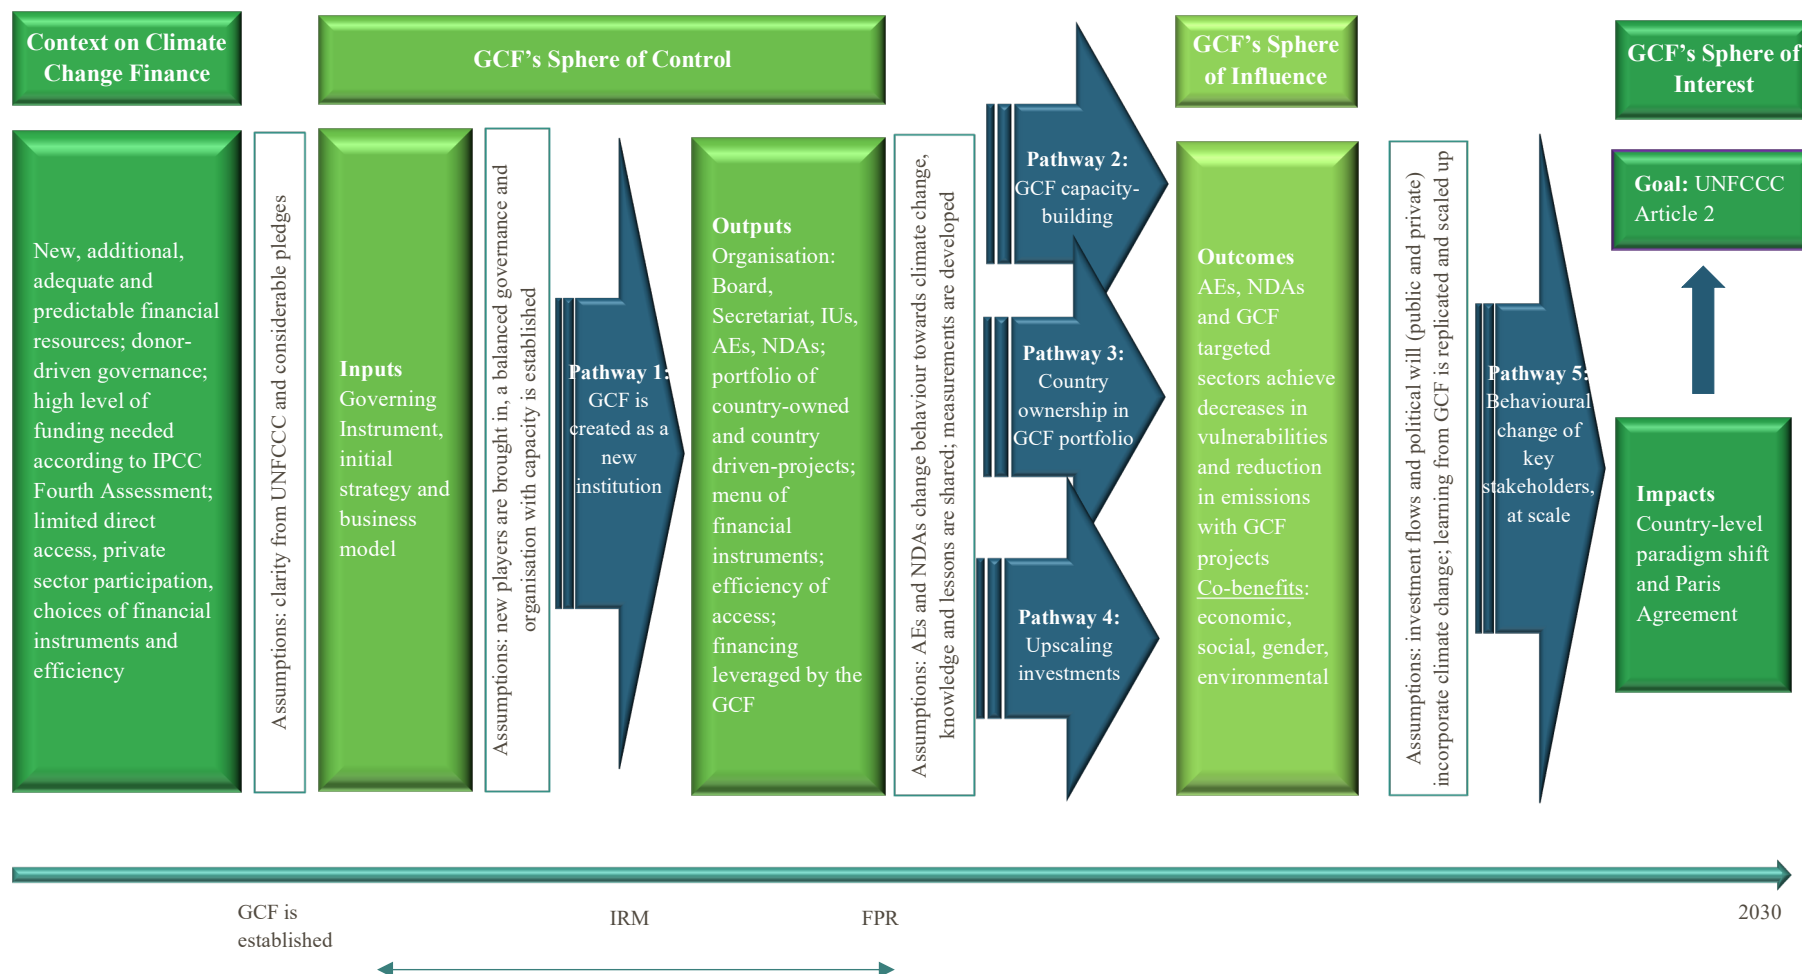 Context on Climate
Change Finance
GCF's Sphere of Control
GCF's Sphere
of Influence
GCF's Sphere of
Interest
New, additional,
adequate and
predictable financial
resources; donor-
driven governance;
high level of
funding needed
according to IPCC
Fourth Assessment;
limited direct
access, private
sector participation,
choices of financial
instruments and
efficiency
Assumptions: clarity from UNFCCC and considerable pledges
Inputs
Governing
Instrument,
initial
strategy and
business
model
Assumptions: new players are brought in, a balanced governance and
organisation with capacity is established
Pathway 1:
GCF is
created as a
new
institution
Outputs
Organisation:
Board,
Secretariat, IUs,
AEs, NDAs;
portfolio of
country-owned
and country
driven-projects;
menu of
financial
instruments;
efficiency of
access;
financing
leveraged by the
GCF
Assumptions: AEs and NDAs change behaviour towards climate change,
knowledge and lessons are shared; measurements are developed
Pathway 2:
GCF capacity-
building
Pathway 3:
Country
ownership in
GCF portfolio
Pathway 4:
Upscaling
investments
Outcomes
AEs, NDAs
and GCF
targeted
sectors achieve
decreases in
vulnerabilities
and reduction
in emissions
with GCF
projects
Co-benefits:
economic,
social, gender,
environmental
Assumptions: investment flows and political will (public and private)
incorporate climate change; learning from GCF is replicated and scaled up
Pathway 5:
Behavioural
change of
key
stakeholders,
at scale
Goal: UNFCCC
Article 2
Impacts
Country-level
paradigm shift
and Paris
Agreement
GCF is
established
IRM
FPR
2030